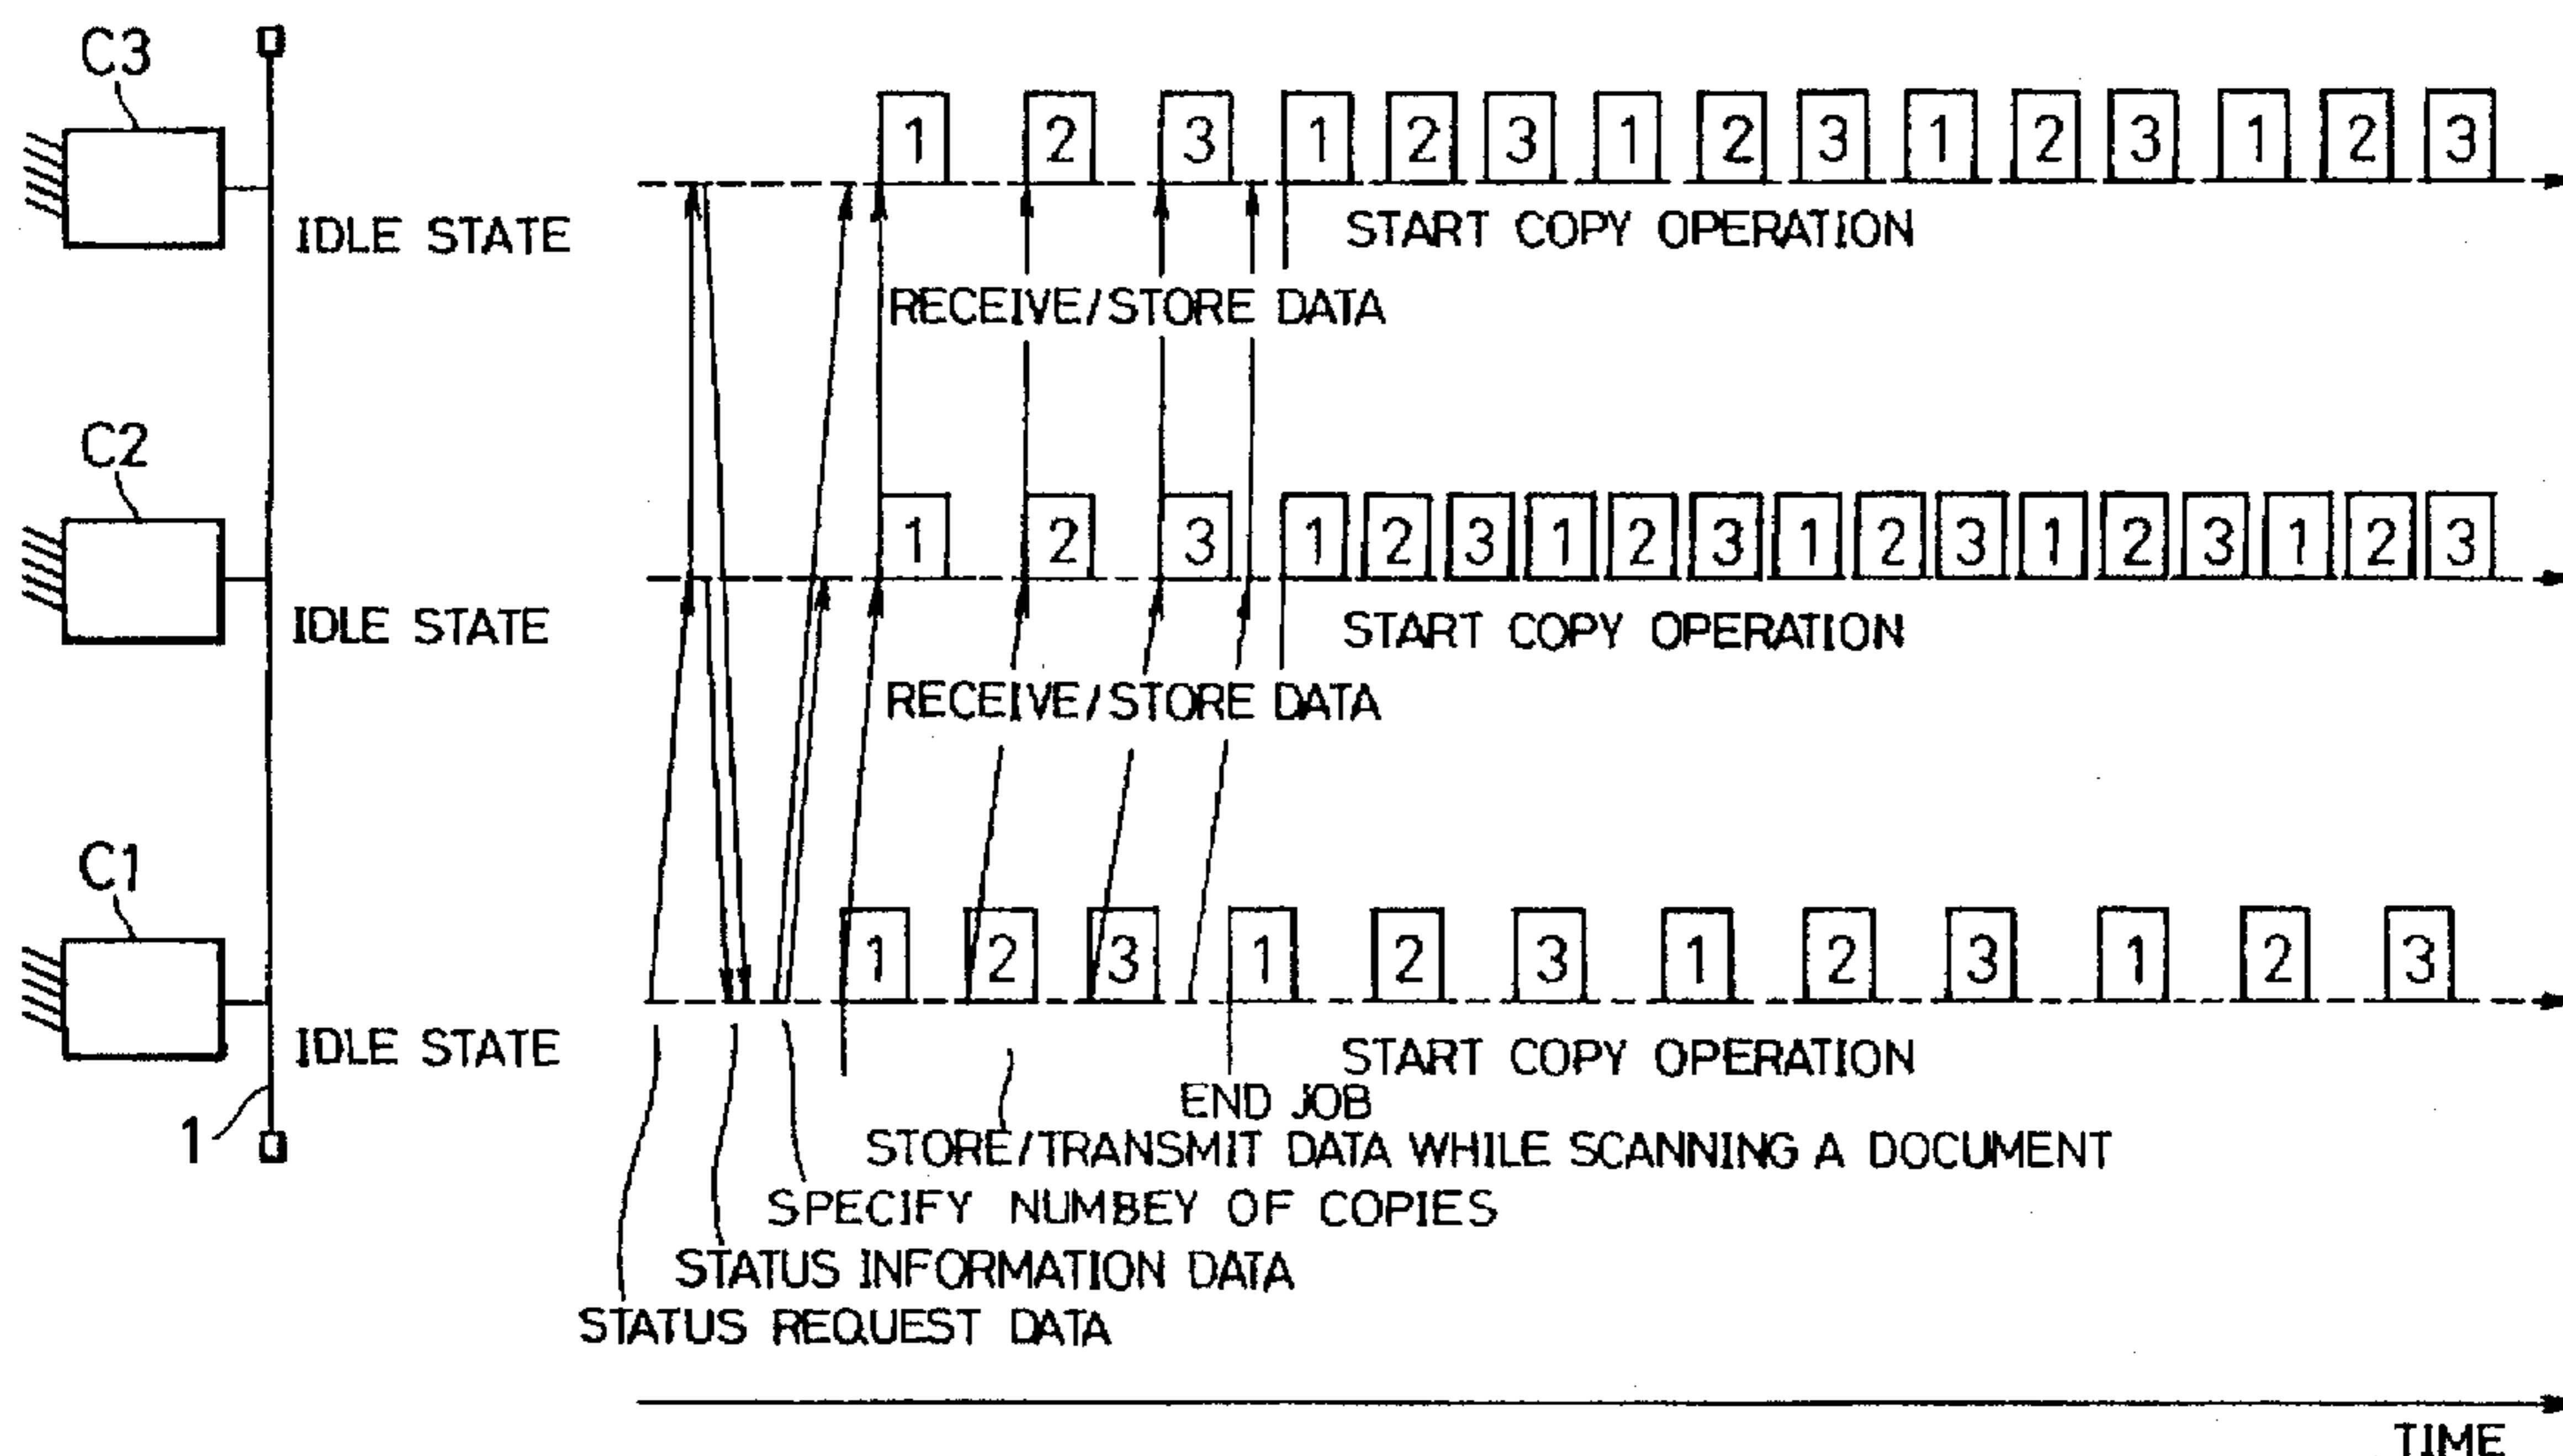 C3
1 2 3 1 2 3 1 2 3 1 2 3 1 2 3
IDLE STATE
START COPY OPERATION
RECEIVE/STORE DATA
C2
1 2 3 1 2 3 1 2 3 1 2 3 1 2 3 1 2 3
IDLE STATE
START COPY OPERATION
RECEIVE/STORE DATA
C1
1 2 3 1 2 3 1 2 3 1 2 3
IDLE STATE
START COPY OPERATION
1
END JOB
STORE/TRANSMIT DATA WHILE SCANNING A DOCUMENT
SPECIFY NUMBEY OF COPIES
STATUS INFORMATION DATA
STATUS REQUEST DATA
TIME